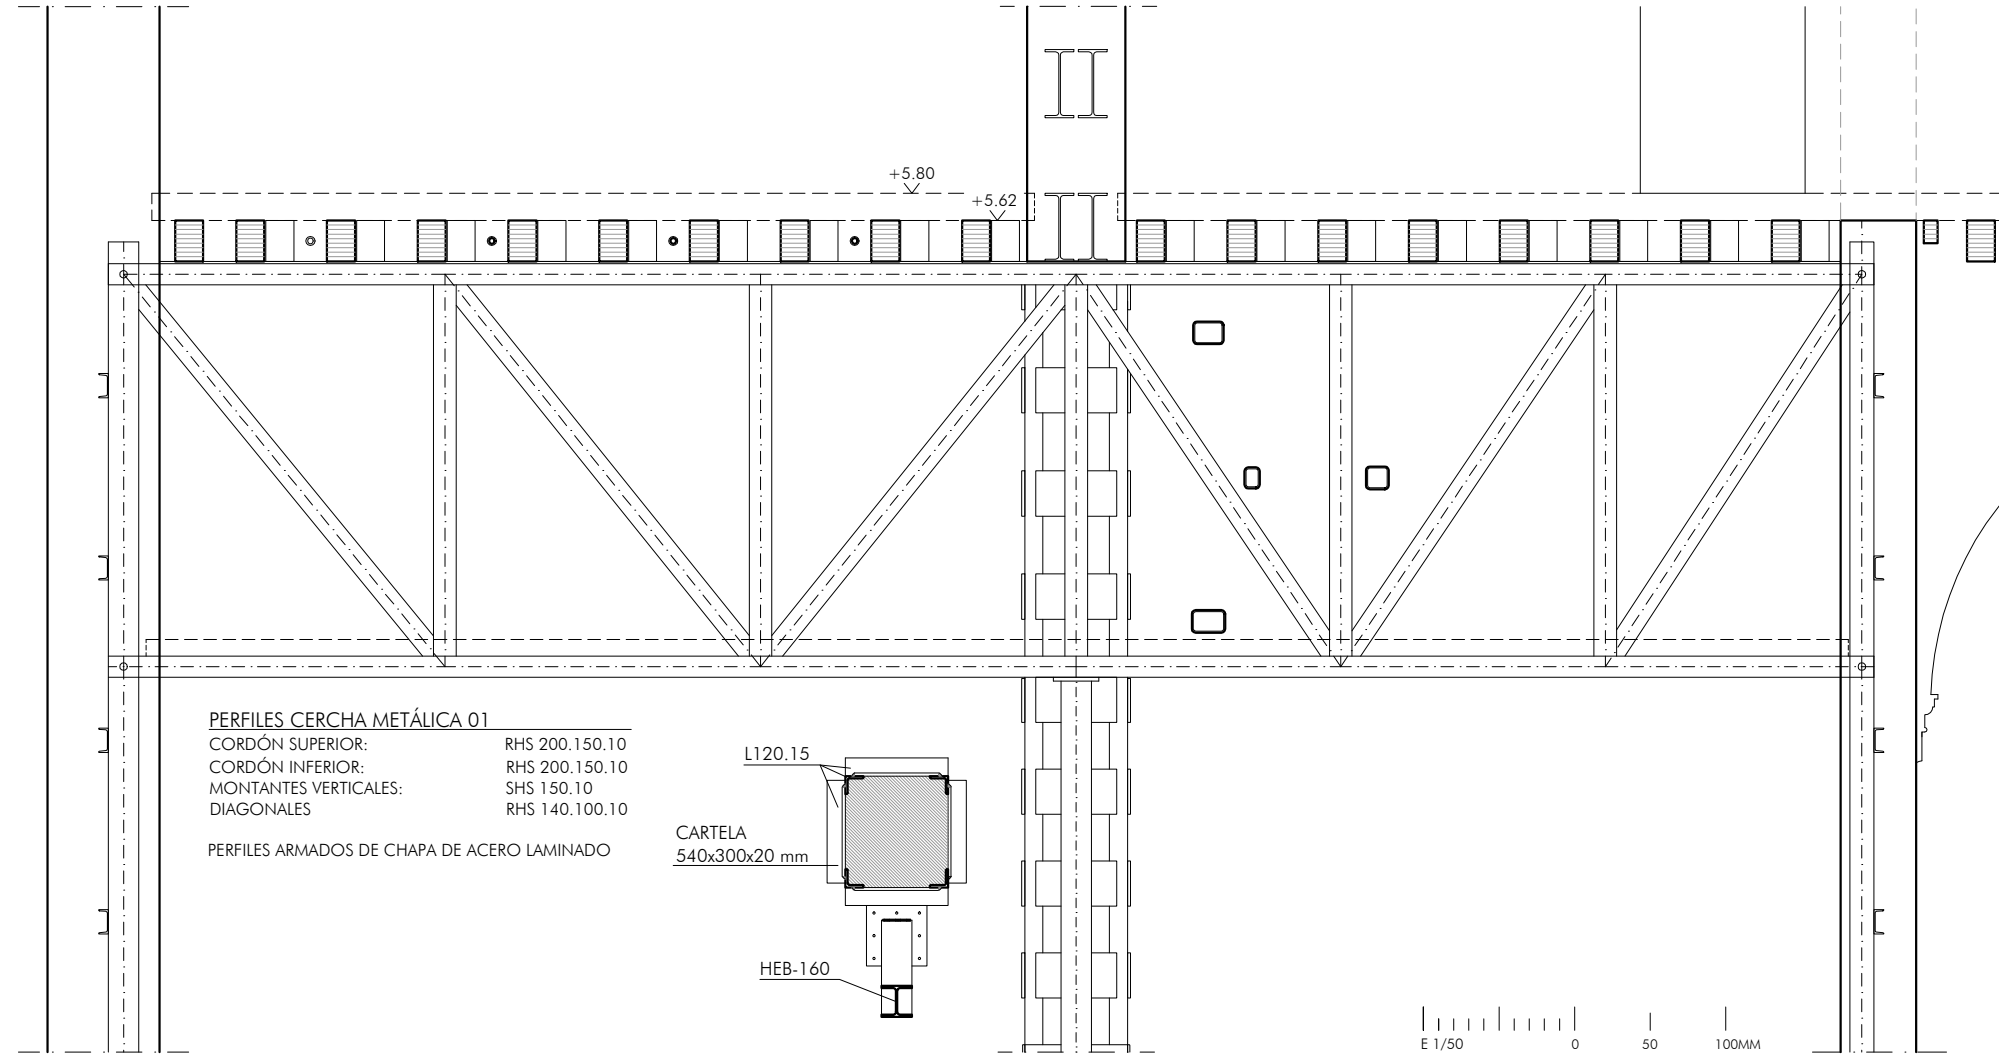 +5.80
+5.62
PERFILES CERCHA METÁLICA 01
CORDÓN SUPERIOR: RHS 200.150.10
CORDÓN INFERIOR: RHS 200.150.10
MONTANTES VERTICALES: SHS 150.10
DIAGONALES RHS 140.100.10
PERFILES ARMADOS DE CHAPA DE ACERO LAMINADO
L120.15
CARTELA
540x300x20 mm
HEB-160
E 1/50 0 50 100MM